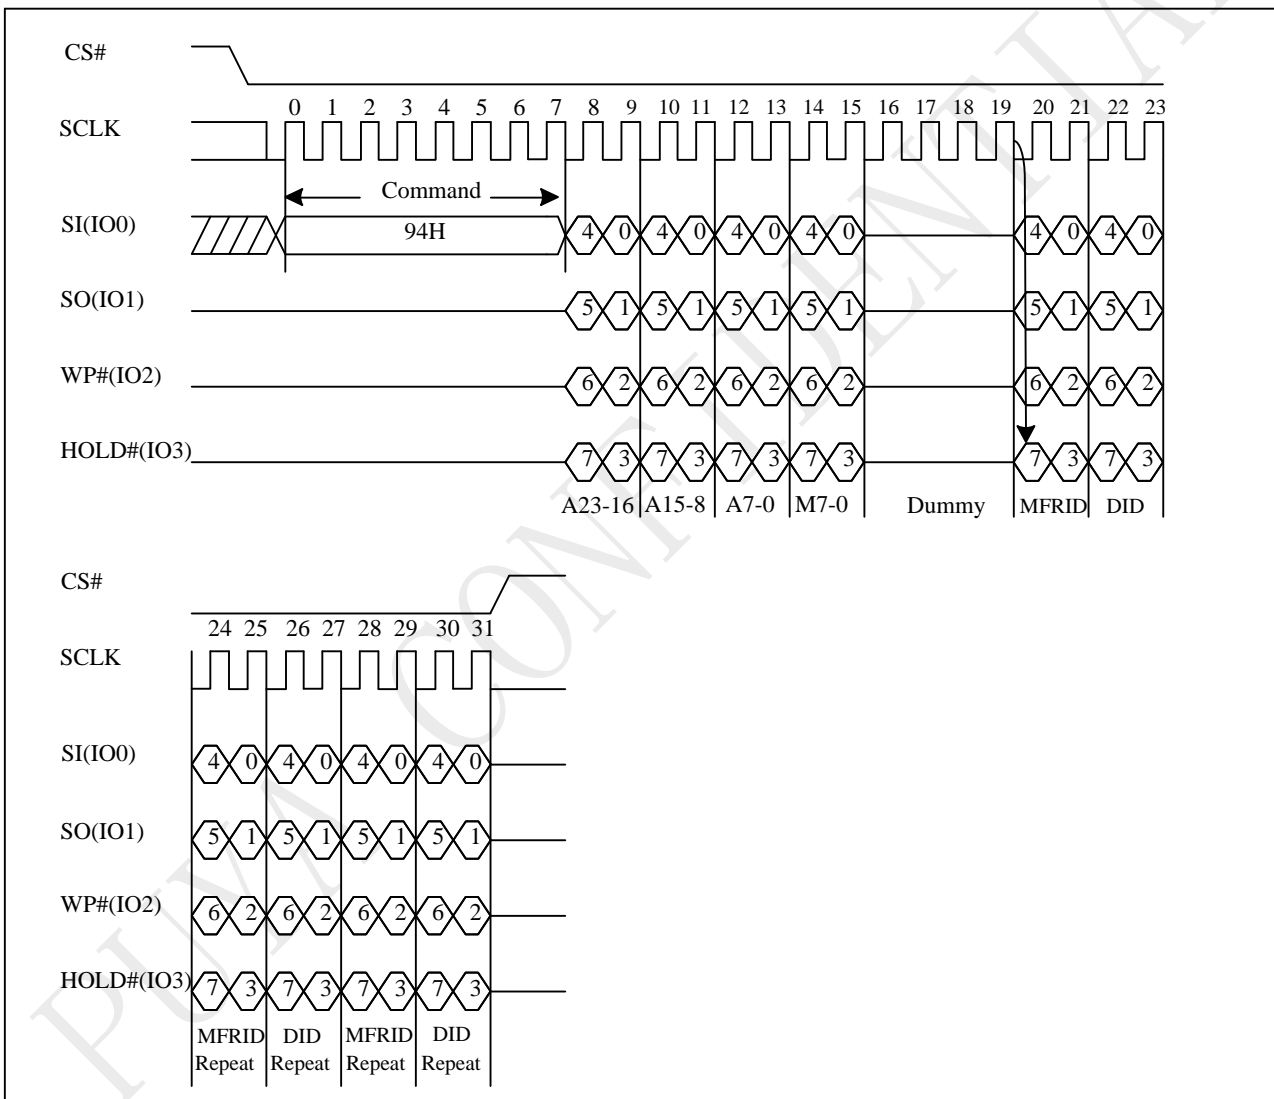 CS#
0 1 2 3 4 5 6 7 8 9 10 11 12 13 14 15 16 17 18 19 20 21 22 23
SCLK
Command
SI(IO0) 94H 4 0 4 0 4 0 4 0 4 0 4 0
SO(IO1) 5 1 5 1 5 1 5 1 5 1 5 1
WP#(IO2) 6 2 6 2 6 2 6 2 6 2 6 2
HOLD#(IO3) 7 3 7 3 7 3 7 3 7 3 7 3
A23-16 A15-8 A7-0 M7-0 Dummy MFRID DID
CS#
24 25 26 27 28 29 30 31
SCLK
SI(IO0) 4 0 4 0 4 0 4 0
SO(IO1) 5 1 5 1 5 1 5 1
WP#(IO2) 6 2 6 2 6 2 6 2
HOLD#(IO3) 7 3 7 3 7 3 7 3
MFRID DID MFRID DID
Repeat Repeat Repeat Repeat
PUYA CONFIDENTIAL